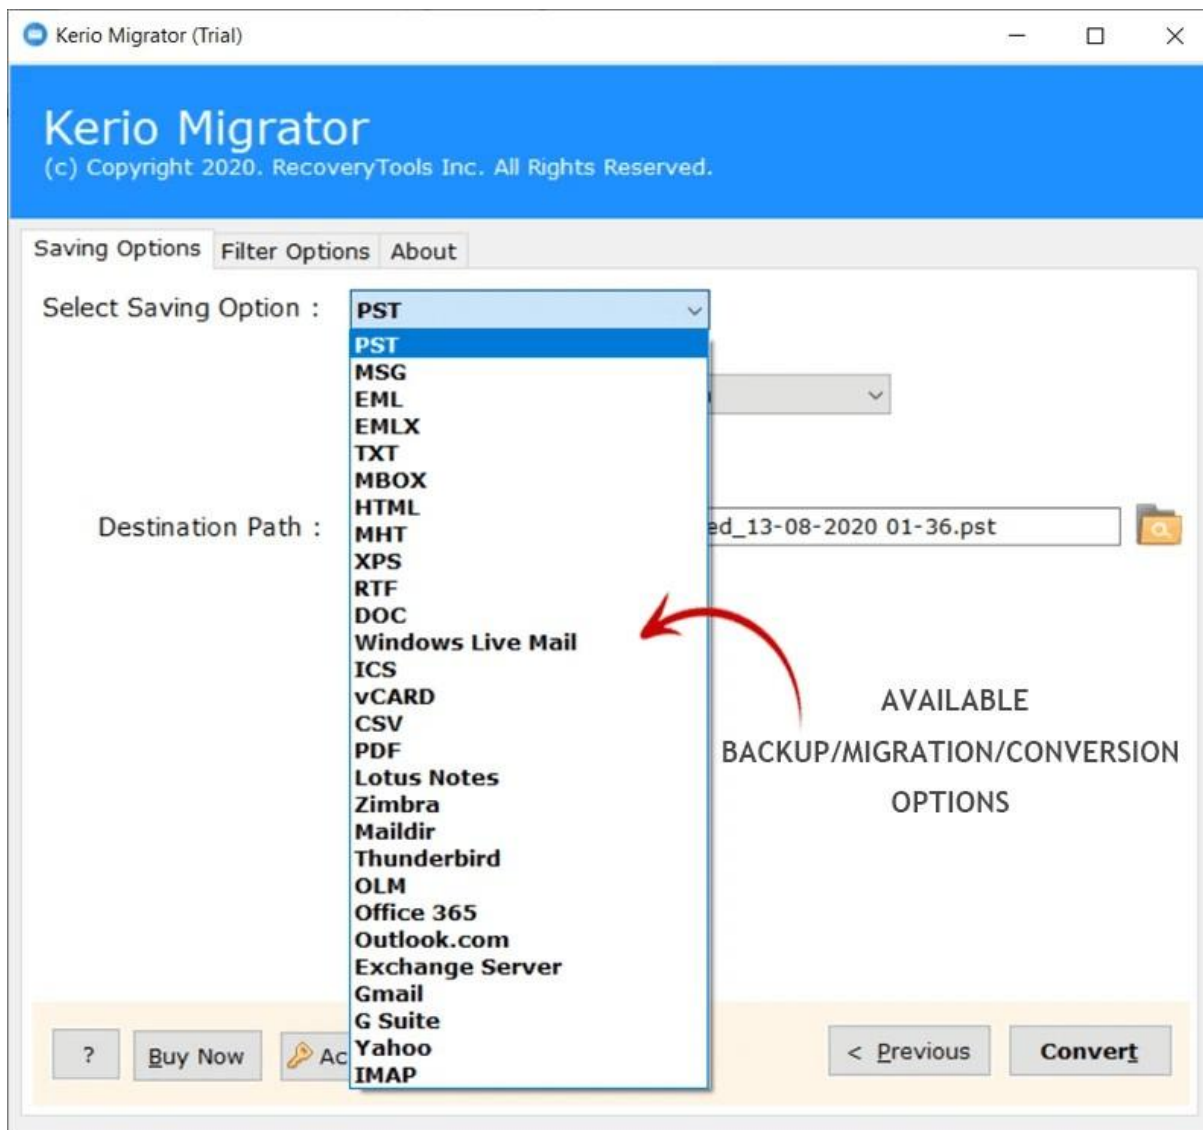 Kerio Migrator (Trial)
Kerio Migrator
(c) Copyright 2020. RecoveryTools Inc. All Rights Reserved.
Saving Options Filter Options About
Select Saving Option : PST
PST
MSG
EML
EMLX
TXT
MBOX
HTML
MHT
XPS
RTF
DOC
Windows Live Mail
ICS
vCARD
CSV
PDF
Lotus Notes
Zimbra
Maildir
Thunderbird
OLM
Office 365
Outlook.com
Exchange Server
Gmail
G Suite
Yahoo
IMAP
Destination Path : ed_13-08-2020 01-36.pst
AVAILABLE
BACKUP/MIGRATION/CONVERSION
OPTIONS
? Buy Now Ac < Previous Convert